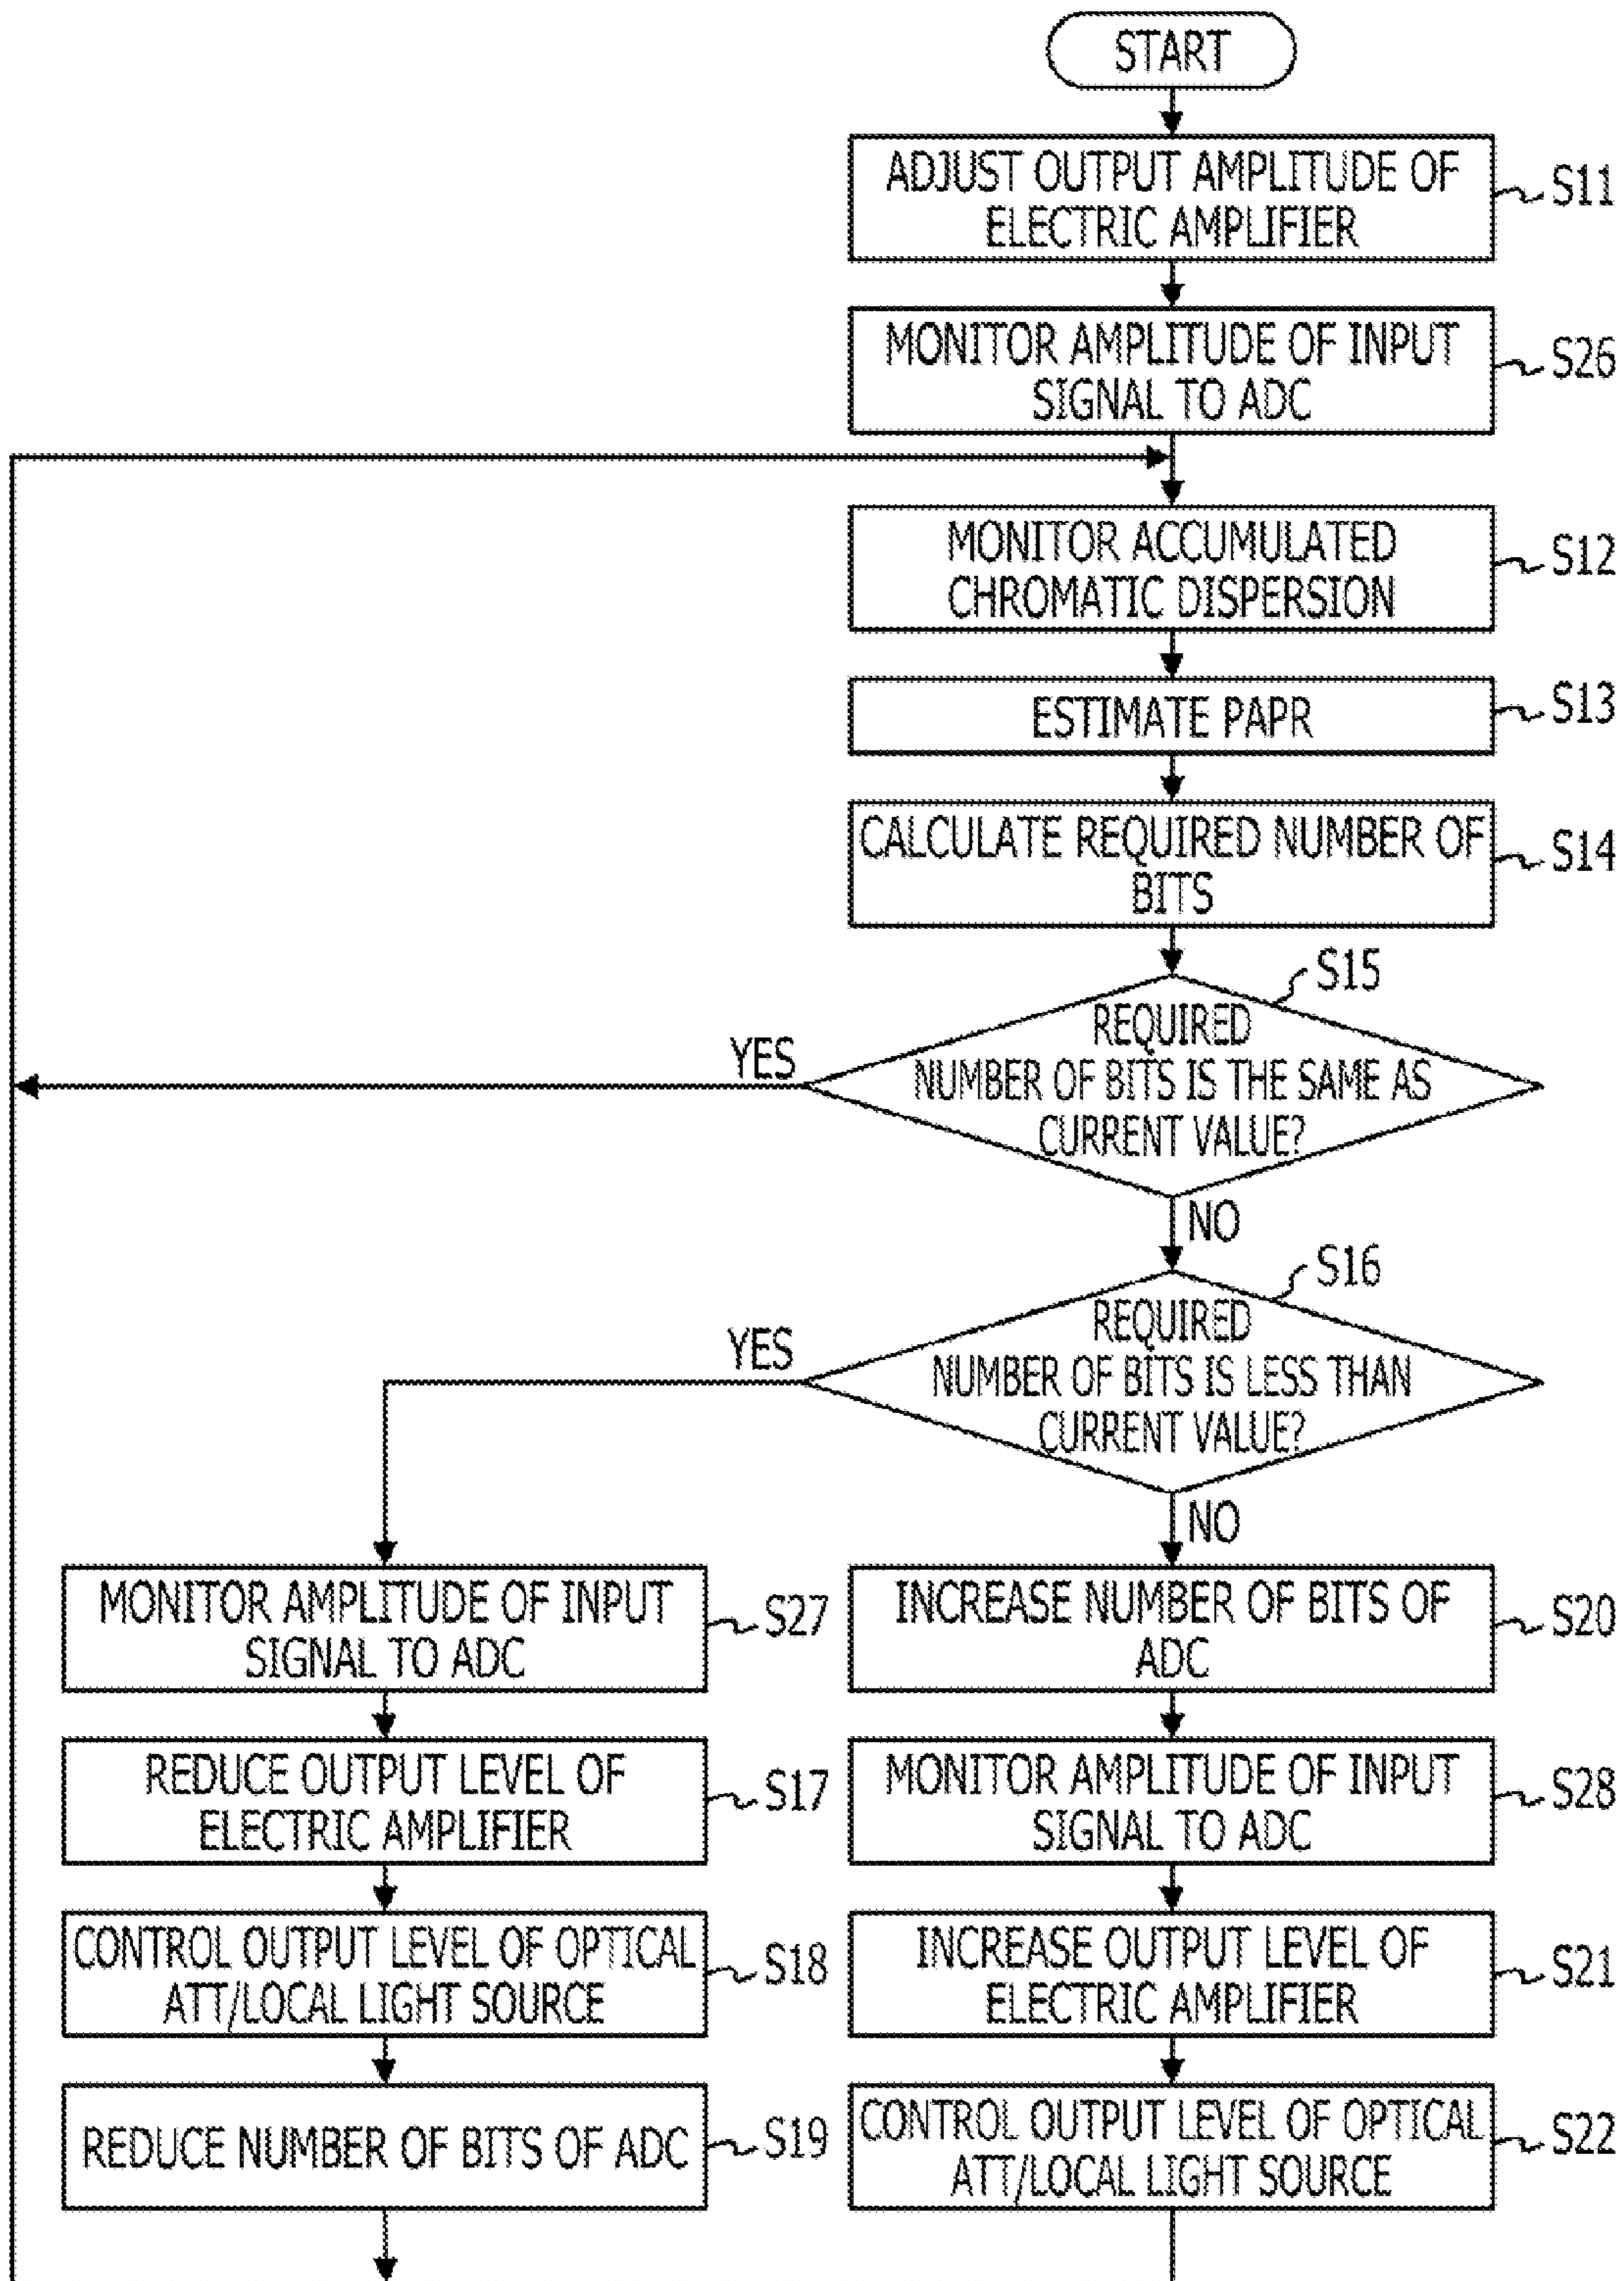 START
ADJUST OUTPUT AMPLITUDE OF
ELECTRIC AMPLIFIER
S11
MONITOR AMPLITUDE OF INPUT
SIGNAL TO ADC
S26
MONITOR ACCUMULATED
CHROMATIC DISPERSION
S12
ESTIMATE PAPR
S13
CALCULATE REQUIRED NUMBER OF
BITS
S14
S15
REQUIRED
NUMBER OF BITS IS THE SAME AS
CURRENT VALUE?
YES
NO
S16
REQUIRED
NUMBER OF BITS IS LESS THAN
CURRENT VALUE?
YES
NO
MONITOR AMPLITUDE OF INPUT
SIGNAL TO ADC
S27
INCREASE NUMBER OF BITS OF
ADC
S20
REDUCE OUTPUT LEVEL OF
ELECTRIC AMPLIFIER
S17
MONITOR AMPLITUDE OF INPUT
SIGNAL TO ADC
S28
CONTROL OUTPUT LEVEL OF OPTICAL
ATT/LOCAL LIGHT SOURCE
S18
INCREASE OUTPUT LEVEL OF
ELECTRIC AMPLIFIER
S21
REDUCE NUMBER OF BITS OF ADC
S19
CONTROL OUTPUT LEVEL OF OPTICAL
ATT/LOCAL LIGHT SOURCE
S22